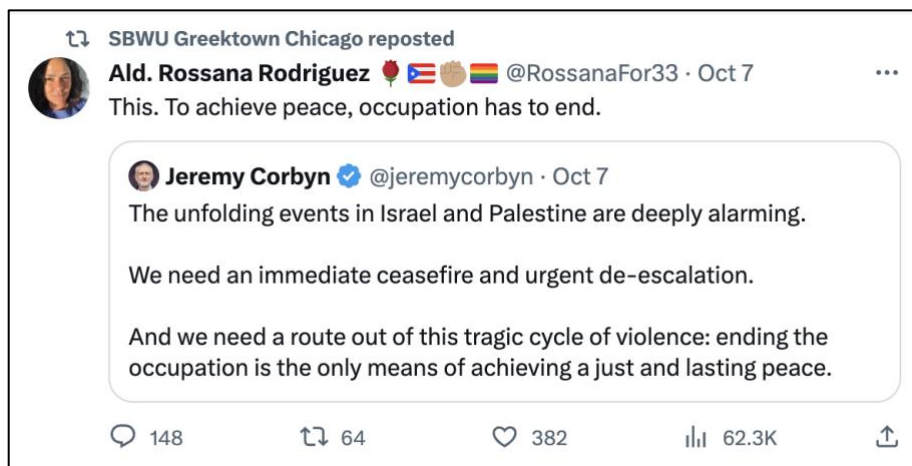 SBWU Greektown Chicago reposted
Ald. Rossana Rodriguez 🌹🇵🇷✊🏽🏳️‍🌈 @RossanaFor33 · Oct 7
This. To achieve peace, occupation has to end.
Jeremy Corbyn @jeremycorbyn · Oct 7
The unfolding events in Israel and Palestine are deeply alarming.
We need an immediate ceasefire and urgent de-escalation.
And we need a route out of this tragic cycle of violence: ending the
occupation is the only means of achieving a just and lasting peace.
148 64 382 62.3K